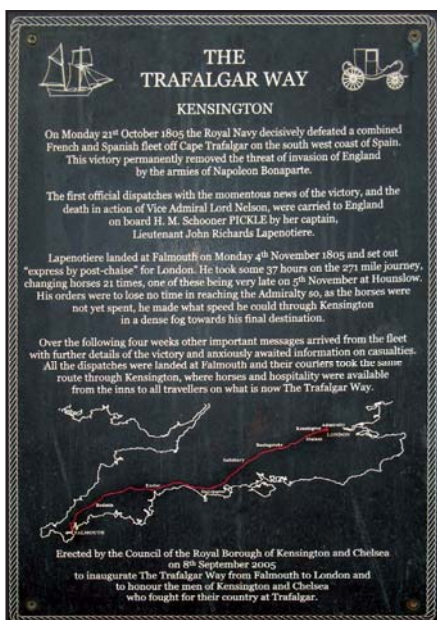 THE
TRAFALGAR WAY
KENSINGTON
On Monday 21st October 1805 the Royal Navy decisively defeated a combined
French and Spanish fleet off Cape Trafalgar on the south west coast of Spain.
This victory permanently removed the threat of invasion of England
by the armies of Napoleon Bonaparte.
The first official dispatches with the momentous news of the victory, and the
death in action of Vice Admiral Lord Nelson, were carried to England
on board H. M. Schooner PICKLE by her captain,
Lieutenant John Richards Lapenotiere.
Lapenotiere landed at Falmouth on Monday 4th November 1805 and set out
"express by post-chaise" for London. He took some 37 hours on the 271 mile journey,
changing horses 21 times, one of these being very late on 5th November at Hounslow.
His orders were to lose no time in reaching the Admiralty so, as the horses were
not yet spent, he made what speed he could through Kensington
in a dense fog towards his final destination.
Over the following four weeks other important messages arrived from the fleet
with further details of the victory and anxiously awaited information on casualties.
All the dispatches were landed at Falmouth and their couriers took the same
route through Kensington, where horses and hospitality were available
from the inns to all travellers on what is now The Trafalgar Way.
Admiralty
Kensington
LONDON
Basingstoke
Salisbury
Exeter
Bodmin
FALMOUTH
Erected by the Council of the Royal Borough of Kensington and Chelsea
on 8th September 2005
to inaugurate The Trafalgar Way from Falmouth to London and
to honour the men of Kensington and Chelsea
who fought for their country at Trafalgar.